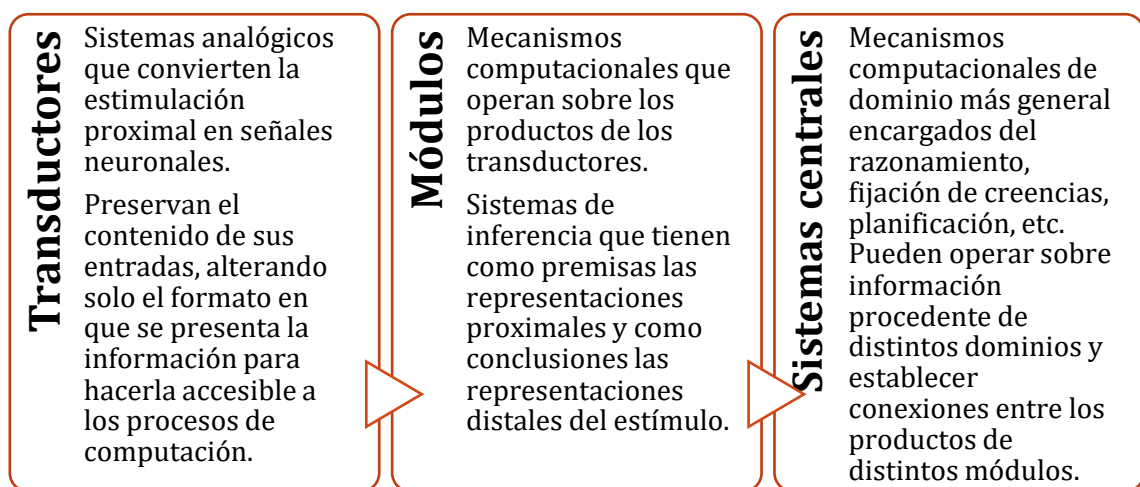 Transductores
Sistemas analógicos
que convierten la
estimulación
proximal en señales
neuronales.
Preservan el
contenido de sus
entradas, alterando
solo el formato en
que se presenta la
información para
hacerla accesible a
los procesos de
computación.
Módulos
Mecanismos
computacionales que
operan sobre los
productos de los
transductores.
Sistemas de
inferencia que tienen
como premisas las
representaciones
proximales y como
conclusiones las
representaciones
distales del estímulo.
Sistemas centrales
Mecanismos
computacionales de
dominio más general
encargados del
razonamiento,
fijación de creencias,
planificación, etc.
Pueden operar sobre
información
procedente de
distintos dominios y
establecer
conexiones entre los
productos de
distintos módulos.